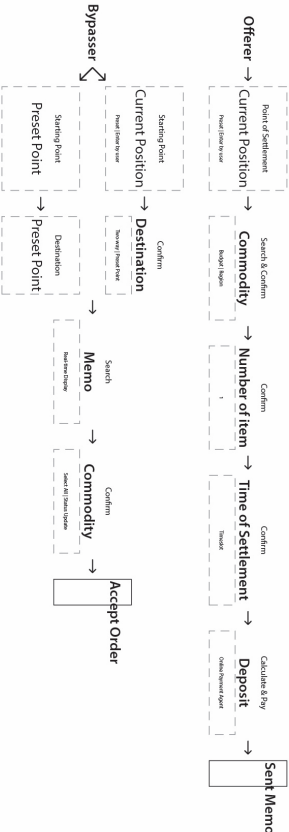 Offerer
Point of Settlement
Current Position
Preset | Enter by user
Search & Confirm
Commodity
Budget | Region
Confirm
Number of item
1
Confirm
Time of Settlement
Timeslot
Calculate & Pay
Deposit
Online Payment Agent
Sent Memo
Bypasser
Starting Point
Current Position
Preset | Enter by user
Confirm
Destination
Two-way | Preset Point
Starting Point
Preset Point
Destination
Preset Point
Search
Memo
Real-time Display
Confirm
Commodity
Select All | Status Update
Accept Order